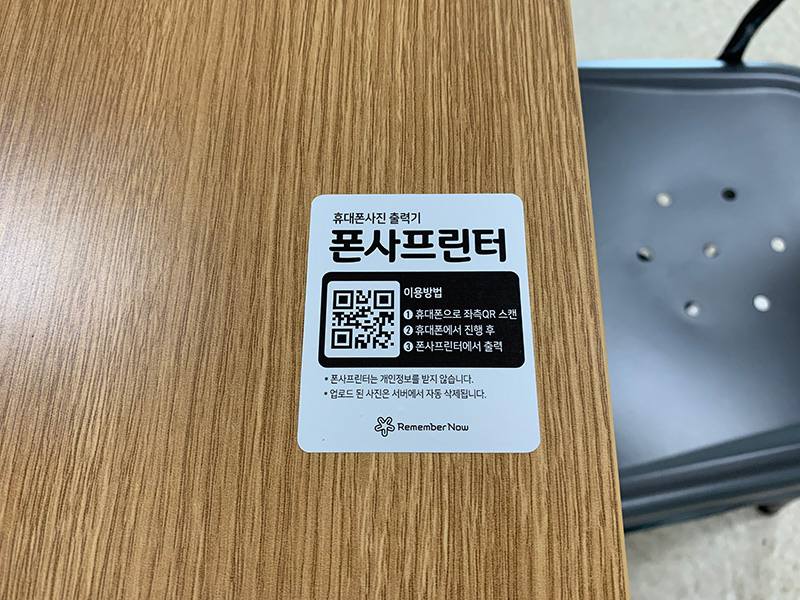 휴대폰사진 출력기
폰사프린터
이용방법
❶ 휴대폰으로 좌측QR 스캔
❷ 휴대폰에서 진행 후
❸ 폰사프린터에서 출력
• 폰사프린터는 개인정보를 받지 않습니다.
• 업로드 된 사진은 서버에서 자동 삭제됩니다.
Remember Now